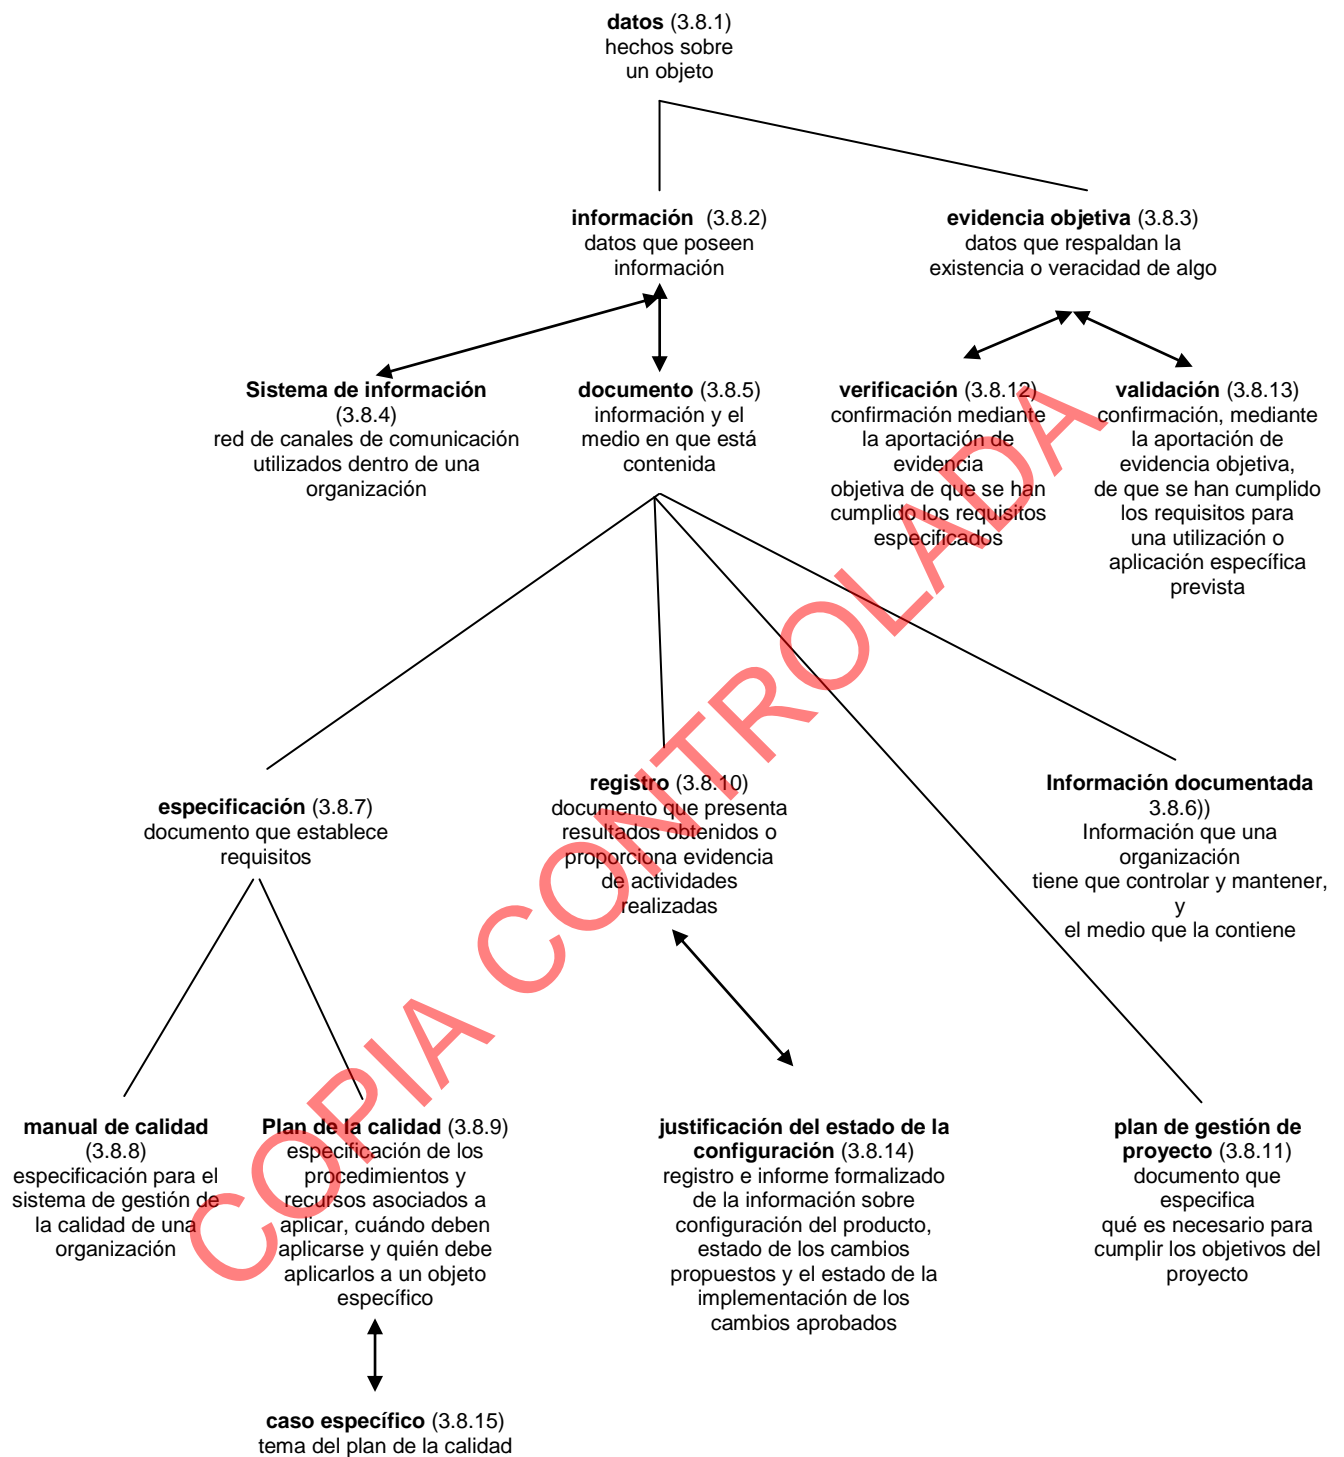 datos (3.8.1)
hechos sobre
un objeto
información (3.8.2)
datos que poseen
información
evidencia objetiva (3.8.3)
datos que respaldan la
existencia o veracidad de algo
Sistema de información
(3.8.4)
red de canales de comunicación
utilizados dentro de una
organización
documento (3.8.5)
información y el
medio en que está
contenida
verificación (3.8.12)
confirmación mediante
la aportación de
evidencia
objetiva de que se han
cumplido los requisitos
especificados
validación (3.8.13)
confirmación, mediante
la aportación de
evidencia objetiva,
de que se han cumplido
los requisitos para
una utilización o
aplicación específica
prevista
especificación (3.8.7)
documento que establece
requisitos
registro (3.8.10)
documento que presenta
resultados obtenidos o
proporciona evidencia
de actividades
realizadas
Información documentada
3.8.6))
Información que una
organización
tiene que controlar y mantener,
y
el medio que la contiene
manual de calidad
(3.8.8)
especificación para el
sistema de gestión de
la calidad de una
organización
Plan de la calidad (3.8.9)
especificación de los
procedimientos y
recursos asociados a
aplicar, cuándo deben
aplicarse y quién debe
aplicarlos a un objeto
específico
justificación del estado de la
configuración (3.8.14)
registro e informe formalizado
de la información sobre
configuración del producto,
estado de los cambios
propuestos y el estado de la
implementación de los
cambios aprobados
plan de gestión de
proyecto (3.8.11)
documento que
especifica
qué es necesario para
cumplir los objetivos del
proyecto
caso específico (3.8.15)
tema del plan de la calidad
COPIA CONTROLADA